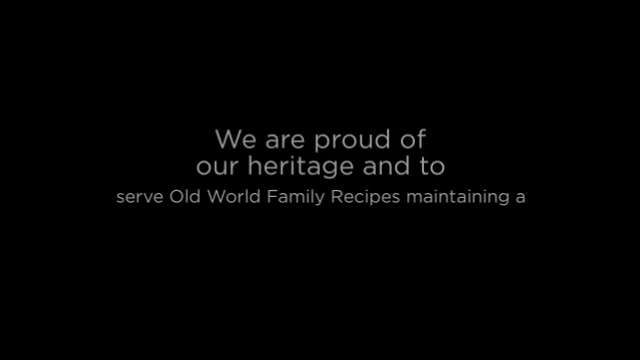 We are proud of
our heritage and to
serve Old World Family Recipes maintaining a